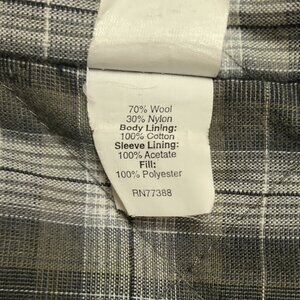 70% Wool
30% Nylon
Body Lining:
100% Cotton
Sleeve Lining:
100% Acetate
Fill:
100% Polyester
RN77388